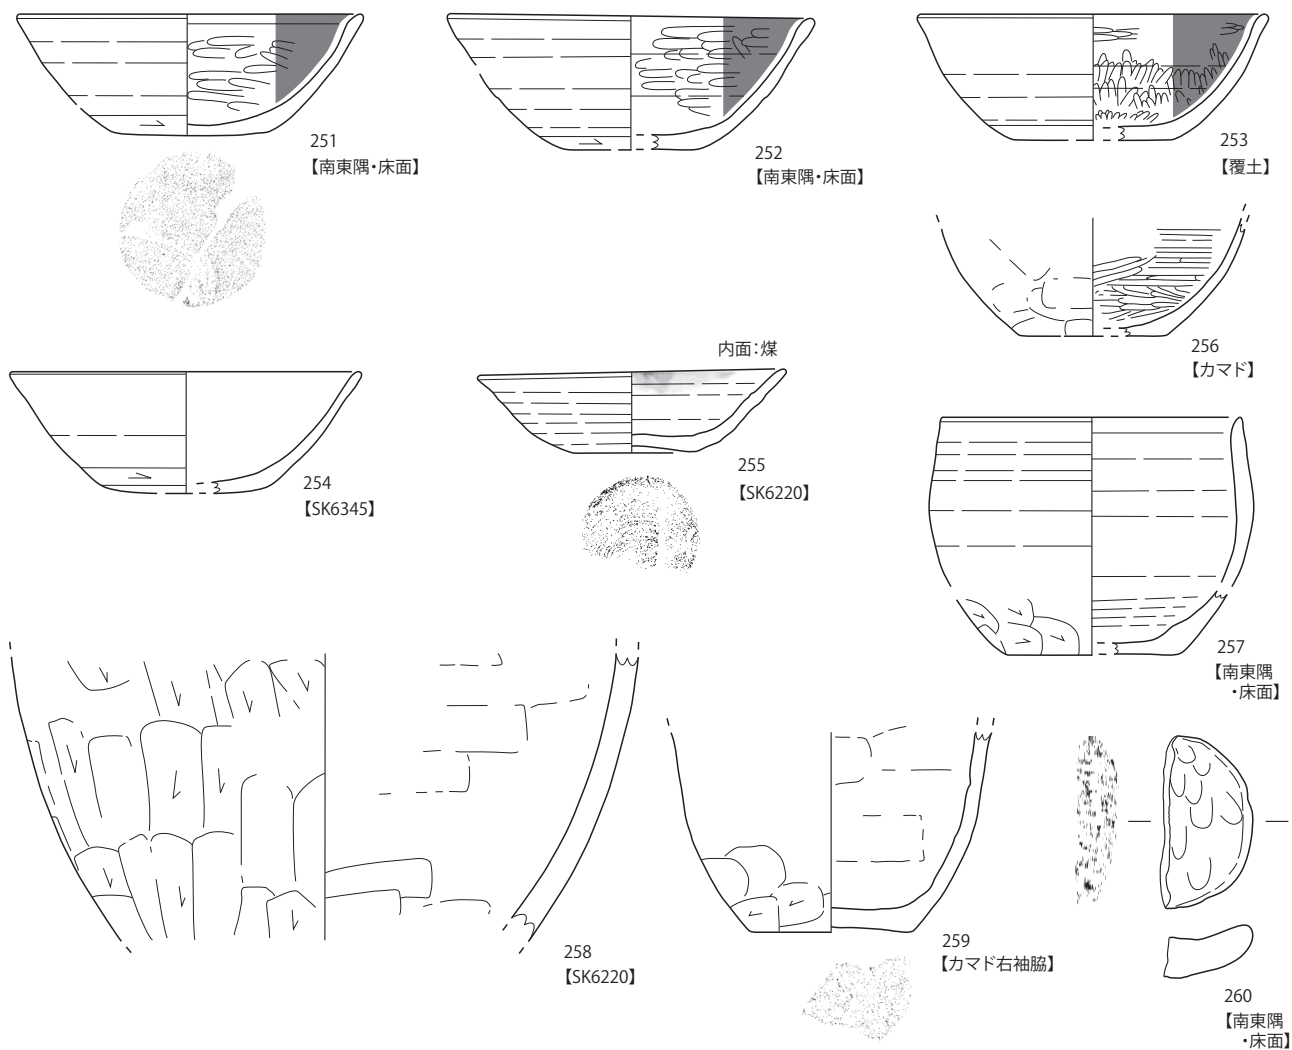 251
【南東隅・床面】
252
【南東隅・床面】
253
【覆土】
256
【カマド】
内面：煤
254
【SK6345】
255
【SK6220】
257
【南東隅
・床面】
258
【SK6220】
259
【カマド右袖脇】
260
【南東隅
・床面】